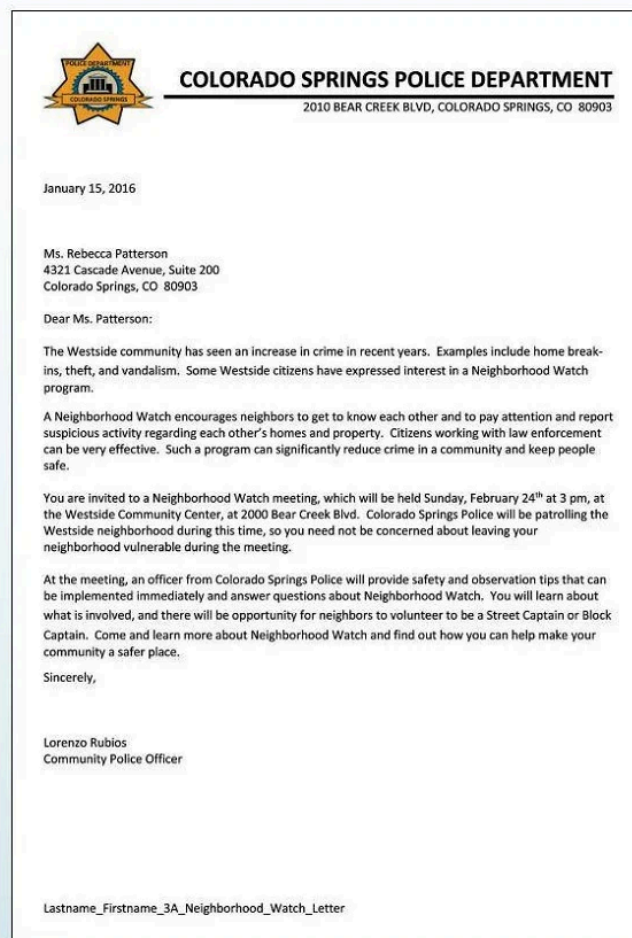 POLICE DEPARTMENT
COLORADO SPRINGS
COLORADO SPRINGS POLICE DEPARTMENT
2010 BEAR CREEK BLVD, COLORADO SPRINGS, CO  80903
January 15, 2016
Ms. Rebecca Patterson
4321 Cascade Avenue, Suite 200
Colorado Springs, CO  80903
Dear Ms. Patterson:
The Westside community has seen an increase in crime in recent years.  Examples include home break-
ins, theft, and vandalism.  Some Westside citizens have expressed interest in a Neighborhood Watch
program.
A Neighborhood Watch encourages neighbors to get to know each other and to pay attention and report
suspicious activity regarding each other's homes and property.  Citizens working with law enforcement
can be very effective.  Such a program can significantly reduce crime in a community and keep people
safe.
You are invited to a Neighborhood Watch meeting, which will be held Sunday, February 24th at 3 pm, at
the Westside Community Center, at 2000 Bear Creek Blvd.  Colorado Springs Police will be patrolling the
Westside neighborhood during this time, so you need not be concerned about leaving your
neighborhood vulnerable during the meeting.
At the meeting, an officer from Colorado Springs Police will provide safety and observation tips that can
be implemented immediately and answer questions about Neighborhood Watch.  You will learn about
what is involved, and there will be opportunity for neighbors to volunteer to be a Street Captain or Block
Captain.  Come and learn more about Neighborhood Watch and find out how you can help make your
community a safer place.
Sincerely,
Lorenzo Rubios
Community Police Officer
Lastname_Firstname_3A_Neighborhood_Watch_Letter